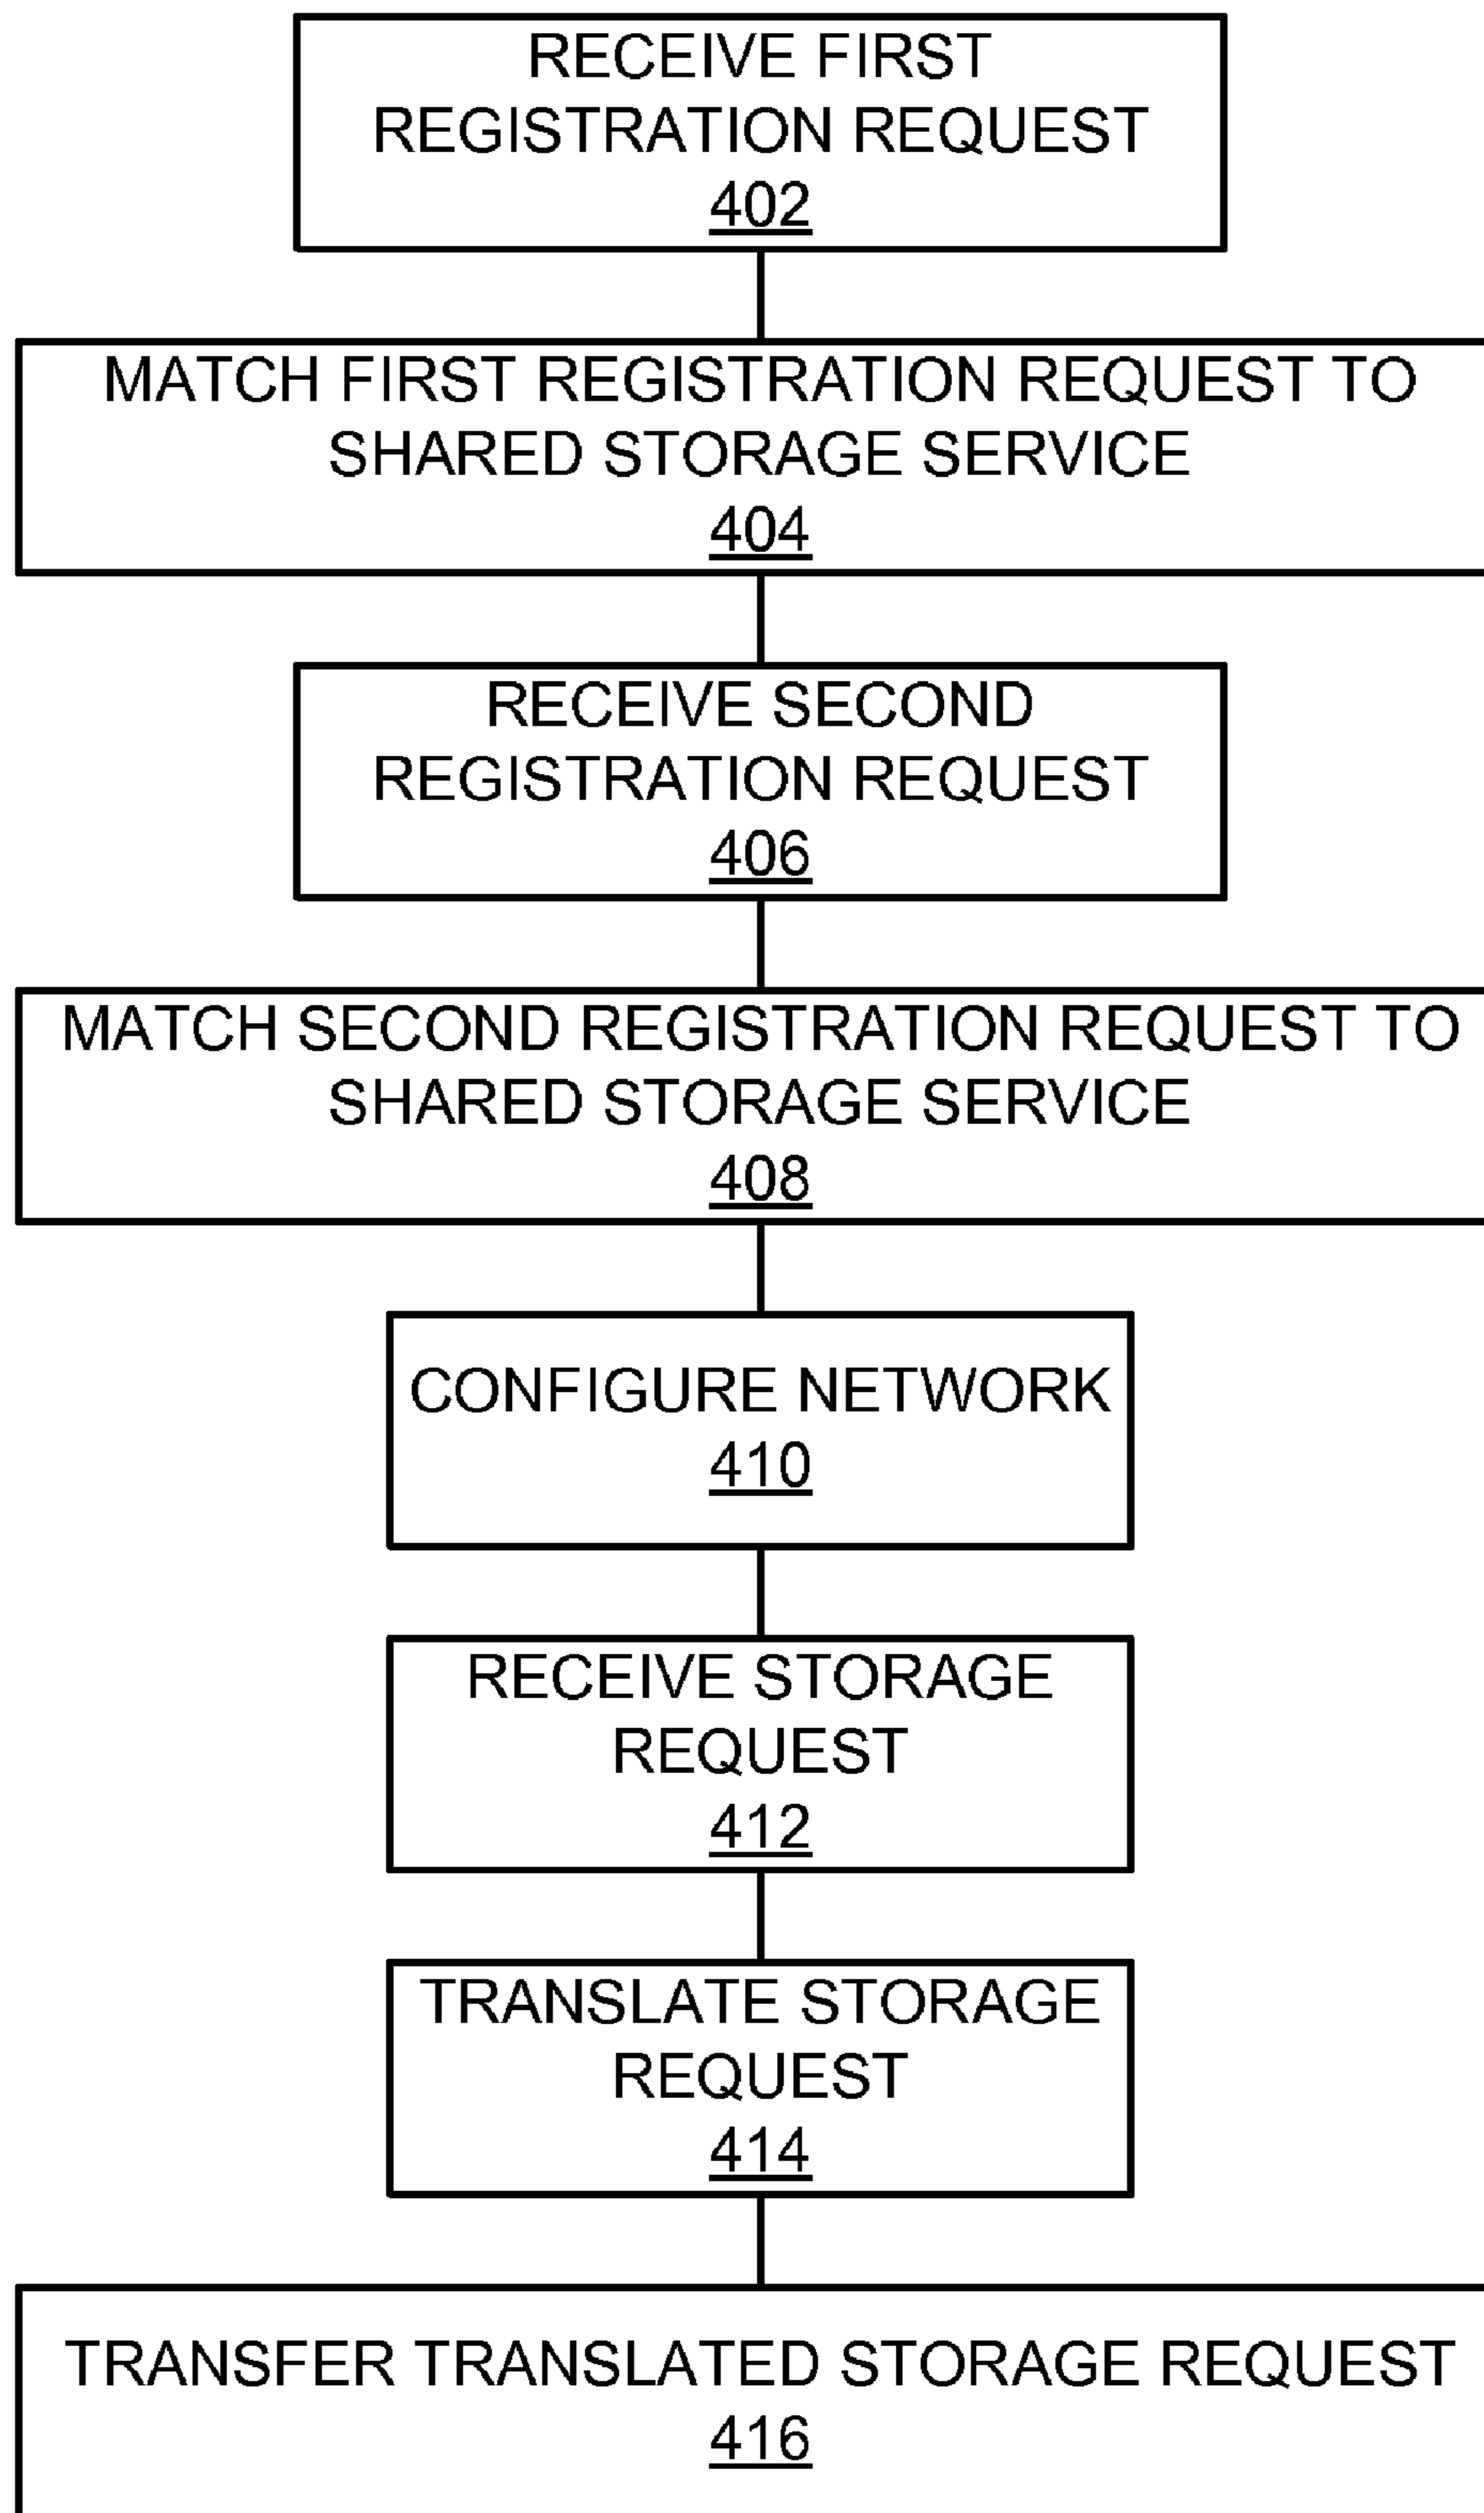 RECEIVE FIRST
REGISTRATION REQUEST
402
MATCH FIRST REGISTRATION REQUEST TO
SHARED STORAGE SERVICE
404
RECEIVE SECOND
REGISTRATION REQUEST
406
MATCH SECOND REGISTRATION REQUEST TO
SHARED STORAGE SERVICE
408
CONFIGURE NETWORK
410
RECEIVE STORAGE
REQUEST
412
TRANSLATE STORAGE
REQUEST
414
TRANSFER TRANSLATED STORAGE REQUEST
416